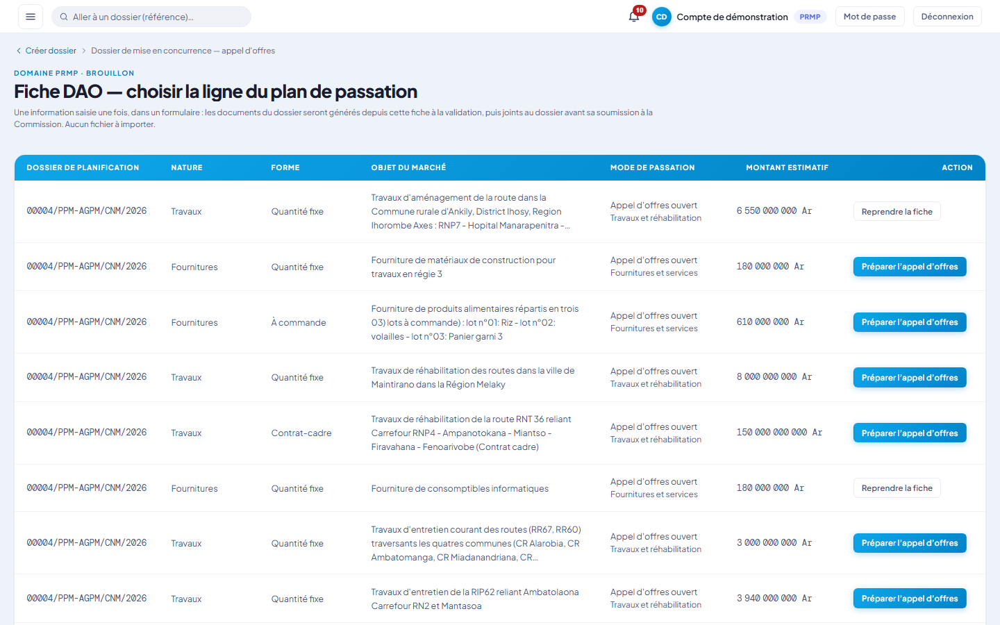 Aller à un dossier (référence)...
10
CD
Compte de démonstration
PRMP
Mot de passe
Déconnexion
Créer dossier
Dossier de mise en concurrence — appel d'offres
DOMAINE PRMP · BROUILLON
Fiche DAO — choisir la ligne du plan de passation
Une information saisie une fois, dans un formulaire : les documents du dossier seront générés depuis cette fiche à la validation, puis joints au dossier avant sa soumission à la
Commission. Aucun fichier à importer.
DOSSIER DE PLANIFICATION NATURE FORME OBJET DU MARCHÉ MODE DE PASSATION MONTANT ESTIMATIF ACTION
00004/PPM-AGPM/CNM/2026
Travaux
Quantité fixe
Travaux d'aménagement de la route dans la
Commune rurale d'Ankily, District Ihosy, Region
Ihorombe Axes : RNP7 - Hopital Manarapenitra -...
Appel d'offres ouvert
Travaux et réhabilitation
6 550 000 000 Ar
Reprendre la fiche
00004/PPM-AGPM/CNM/2026
Fournitures
Quantité fixe
Fourniture de matériaux de construction pour
travaux en régie 3
Appel d'offres ouvert
Fournitures et services
180 000 000 Ar
Préparer l'appel d'offres
00004/PPM-AGPM/CNM/2026
Fournitures
À commande
Fourniture de produits alimentaires répartis en trois
03) lots à commande) : lot n°01: Riz - lot n°02:
volailles - lot n°03: Panier garni 3
Appel d'offres ouvert
Fournitures et services
610 000 000 Ar
Préparer l'appel d'offres
00004/PPM-AGPM/CNM/2026
Travaux
Quantité fixe
Travaux de réhabilitation des routes dans la ville de
Maintirano dans la Région Melaky
Appel d'offres ouvert
Travaux et réhabilitation
8 000 000 000 Ar
Préparer l'appel d'offres
00004/PPM-AGPM/CNM/2026
Travaux
Contrat-cadre
Travaux de réhabilitation de la route RNT 36 reliant
Carrefour RNP4 - Ampanotokana - Miantso -
Firavahana - Fenoarivobe (Contrat cadre)
Appel d'offres ouvert
Travaux et réhabilitation
150 000 000 000 Ar
Préparer l'appel d'offres
00004/PPM-AGPM/CNM/2026
Fournitures
Quantité fixe
Fourniture de consomptibles informatiques
Appel d'offres ouvert
Fournitures et services
180 000 000 Ar
Reprendre la fiche
00004/PPM-AGPM/CNM/2026
Travaux
Quantité fixe
Travaux d'entretien courant des routes (RR67, RR60)
traversants les quatres communes (CR Alarobia, CR
Ambatomanga, CR Miadanandriana, CR...
Appel d'offres ouvert
Travaux et réhabilitation
3 000 000 000 Ar
Préparer l'appel d'offres
00004/PPM-AGPM/CNM/2026
Travaux
Quantité fixe
Travaux d'entretien de la RIP62 reliant Ambatolaona
Carrefour RN2 et Mantasoa
Appel d'offres ouvert
Travaux et réhabilitation
3 940 000 000 Ar
Préparer l'appel d'offres